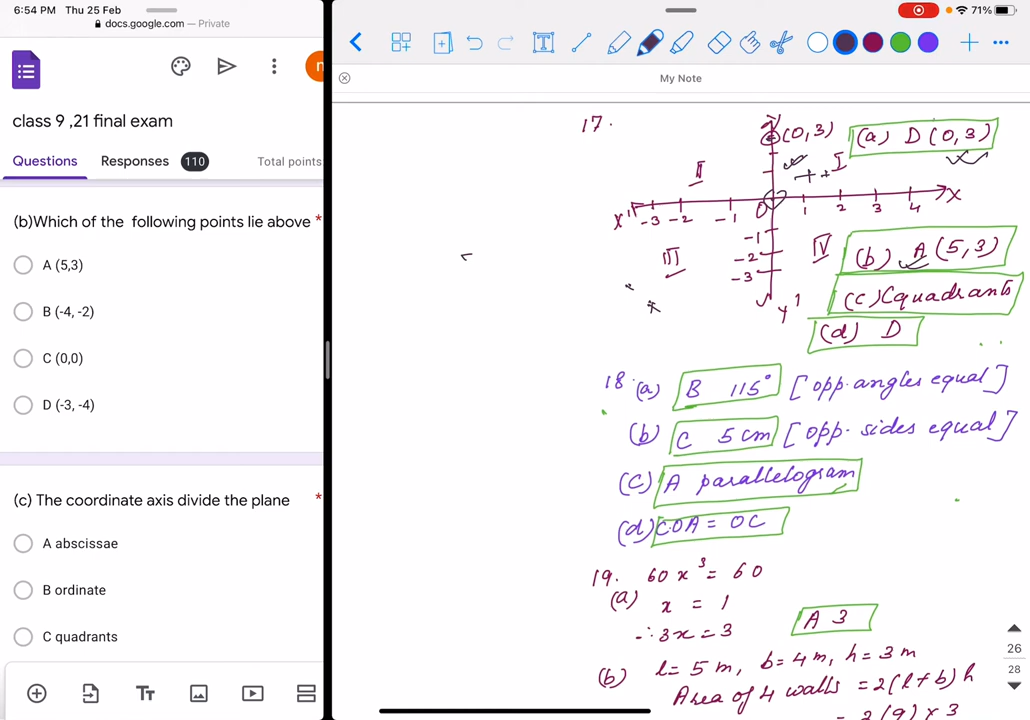 6:54 PM Thu 25 Feb
docs.google.com — Private
71%
My Note
n
class 9 ,21 final exam
Questions
Responses 110
Total points
(b)Which of the following points lie above *
A (5,3)
B (-4, -2)
C (0,0)
D (-3, -4)
(c) The coordinate axis divide the plane *
A abscissae
B ordinate
C quadrants
Tт
17.
Y
(0,3)
(a) D (0,3)
II
I
++
X' -3 -2 -1 0 1 2 3 4 X
III
IV
-1
-2
-3
Y'
(b) A (5,3)
(c) C quadrants
(d) D
18. (a) B 115° [opp. angles equal]
(b) C 5 cm [opp. sides equal]
(c) A parallelogram
(d) C OA = OC
19. 60x³ = 60
(a) x = 1
∴ 3x = 3
A 3
(b) l = 5 m, b = 4 m, h = 3 m
Area of 4 walls = 2(l+b) h
= 2(9) × 3
26
28